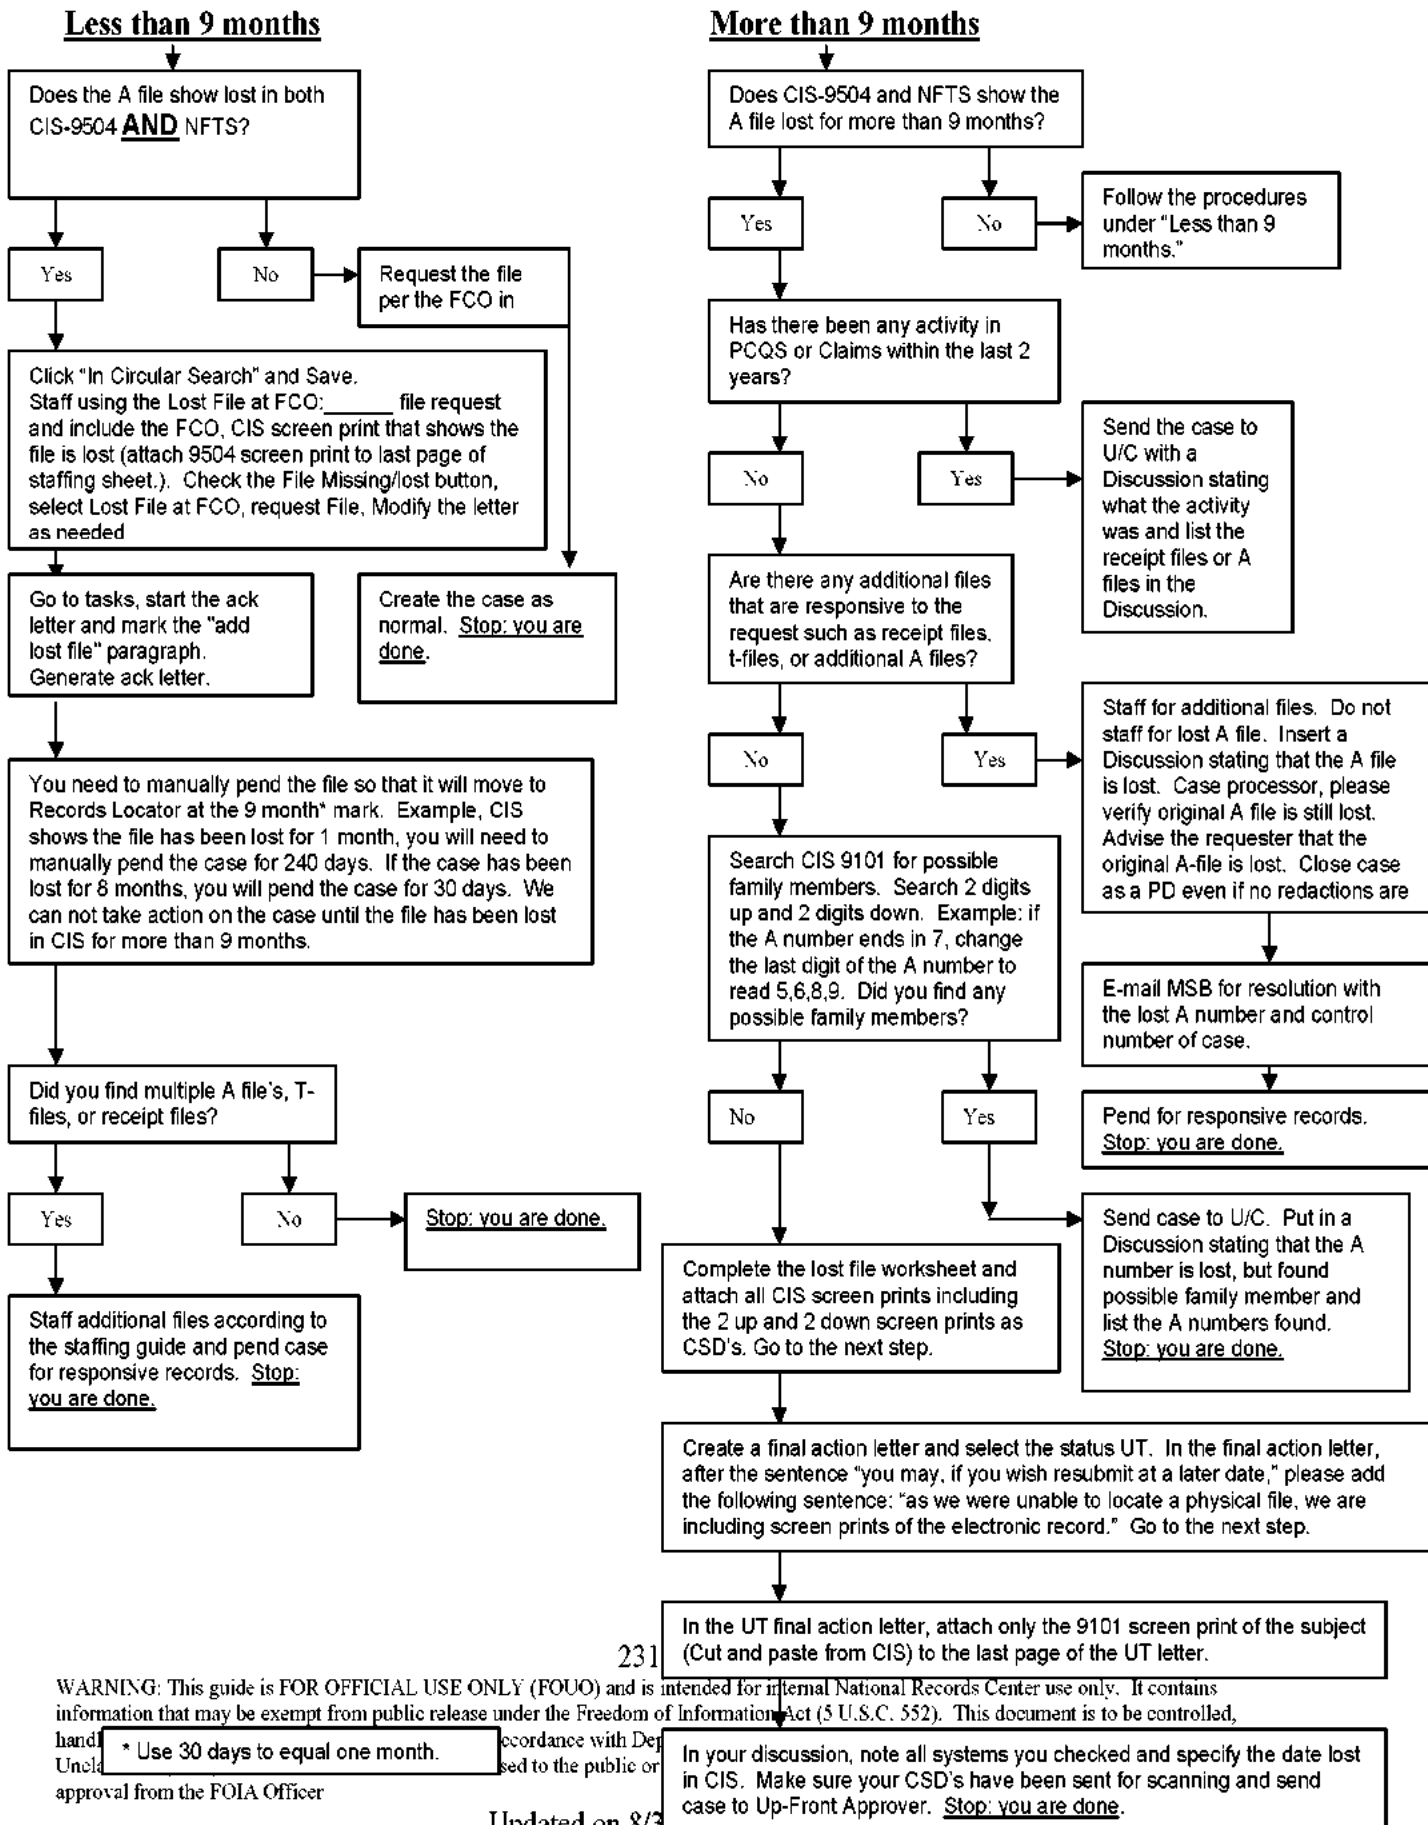 Less than 9 months
Does the A file show lost in both
CIS-9504 AND NFTS?
Yes
No
Request the file
per the FCO in
Click "In Circular Search" and Save.
Staff using the Lost File at FCO:______ file request
and include the FCO, CIS screen print that shows the
file is lost (attach 9504 screen print to last page of
staffing sheet.).  Check the File Missing/lost button,
select Lost File at FCO, request File, Modify the letter
as needed
Go to tasks, start the ack
letter and mark the "add
lost file" paragraph.
Generate ack letter.
Create the case as
normal.  Stop: you are
done.
You need to manually pend the file so that it will move to
Records Locator at the 9 month* mark.  Example, CIS
shows the file has been lost for 1 month, you will need to
manually pend the case for 240 days.  If the case has been
lost for 8 months, you will pend the case for 30 days.  We
can not take action on the case until the file has been lost
in CIS for more than 9 months.
Did you find multiple A file's, T-
files, or receipt files?
Yes
No
Stop: you are done.
Staff additional files according to
the staffing guide and pend case
for responsive records.  Stop:
you are done.
More than 9 months
Does CIS-9504 and NFTS show the
A file lost for more than 9 months?
Yes
No
Follow the procedures
under "Less than 9
months."
Has there been any activity in
PCQS or Claims within the last 2
years?
No
Yes
Send the case to
U/C with a
Discussion stating
what the activity
was and list the
receipt files or A
files in the
Discussion.
Are there any additional files
that are responsive to the
request such as receipt files,
t-files, or additional A files?
No
Yes
Staff for additional files.  Do not
staff for lost A file.  Insert a
Discussion stating that the A file
is lost.  Case processor, please
verify original A file is still lost.
Advise the requester that the
original A-file is lost.  Close case
as a PD even if no redactions are
E-mail MSB for resolution with
the lost A number and control
number of case.
Pend for responsive records.
Stop: you are done.
Search CIS 9101 for possible
family members.  Search 2 digits
up and 2 digits down.  Example: if
the A number ends in 7, change
the last digit of the A number to
read 5,6,8,9.  Did you find any
possible family members?
No
Yes
Send case to U/C.  Put in a
Discussion stating that the A
number is lost, but found
possible family member and
list the A numbers found.
Stop: you are done.
Complete the lost file worksheet and
attach all CIS screen prints including
the 2 up and 2 down screen prints as
CSD's. Go to the next step.
Create a final action letter and select the status UT.  In the final action letter,
after the sentence "you may, if you wish resubmit at a later date," please add
the following sentence: "as we were unable to locate a physical file, we are
including screen prints of the electronic record."  Go to the next step.
In the UT final action letter, attach only the 9101 screen print of the subject
(Cut and paste from CIS) to the last page of the UT letter.
231
WARNING: This guide is FOR OFFICIAL USE ONLY (FOUO) and is intended for internal National Records Center use only.  It contains
information that may be exempt from public release under the Freedom of Information Act (5 U.S.C. 552).  This document is to be controlled,
accordance with
sed to the public or
approval from the FOIA Officer
* Use 30 days to equal one month.
In your discussion, note all systems you checked and specify the date lost
in CIS.  Make sure your CSD's have been sent for scanning and send
case to Up-Front Approver.  Stop: you are done.
Updated on 8/3